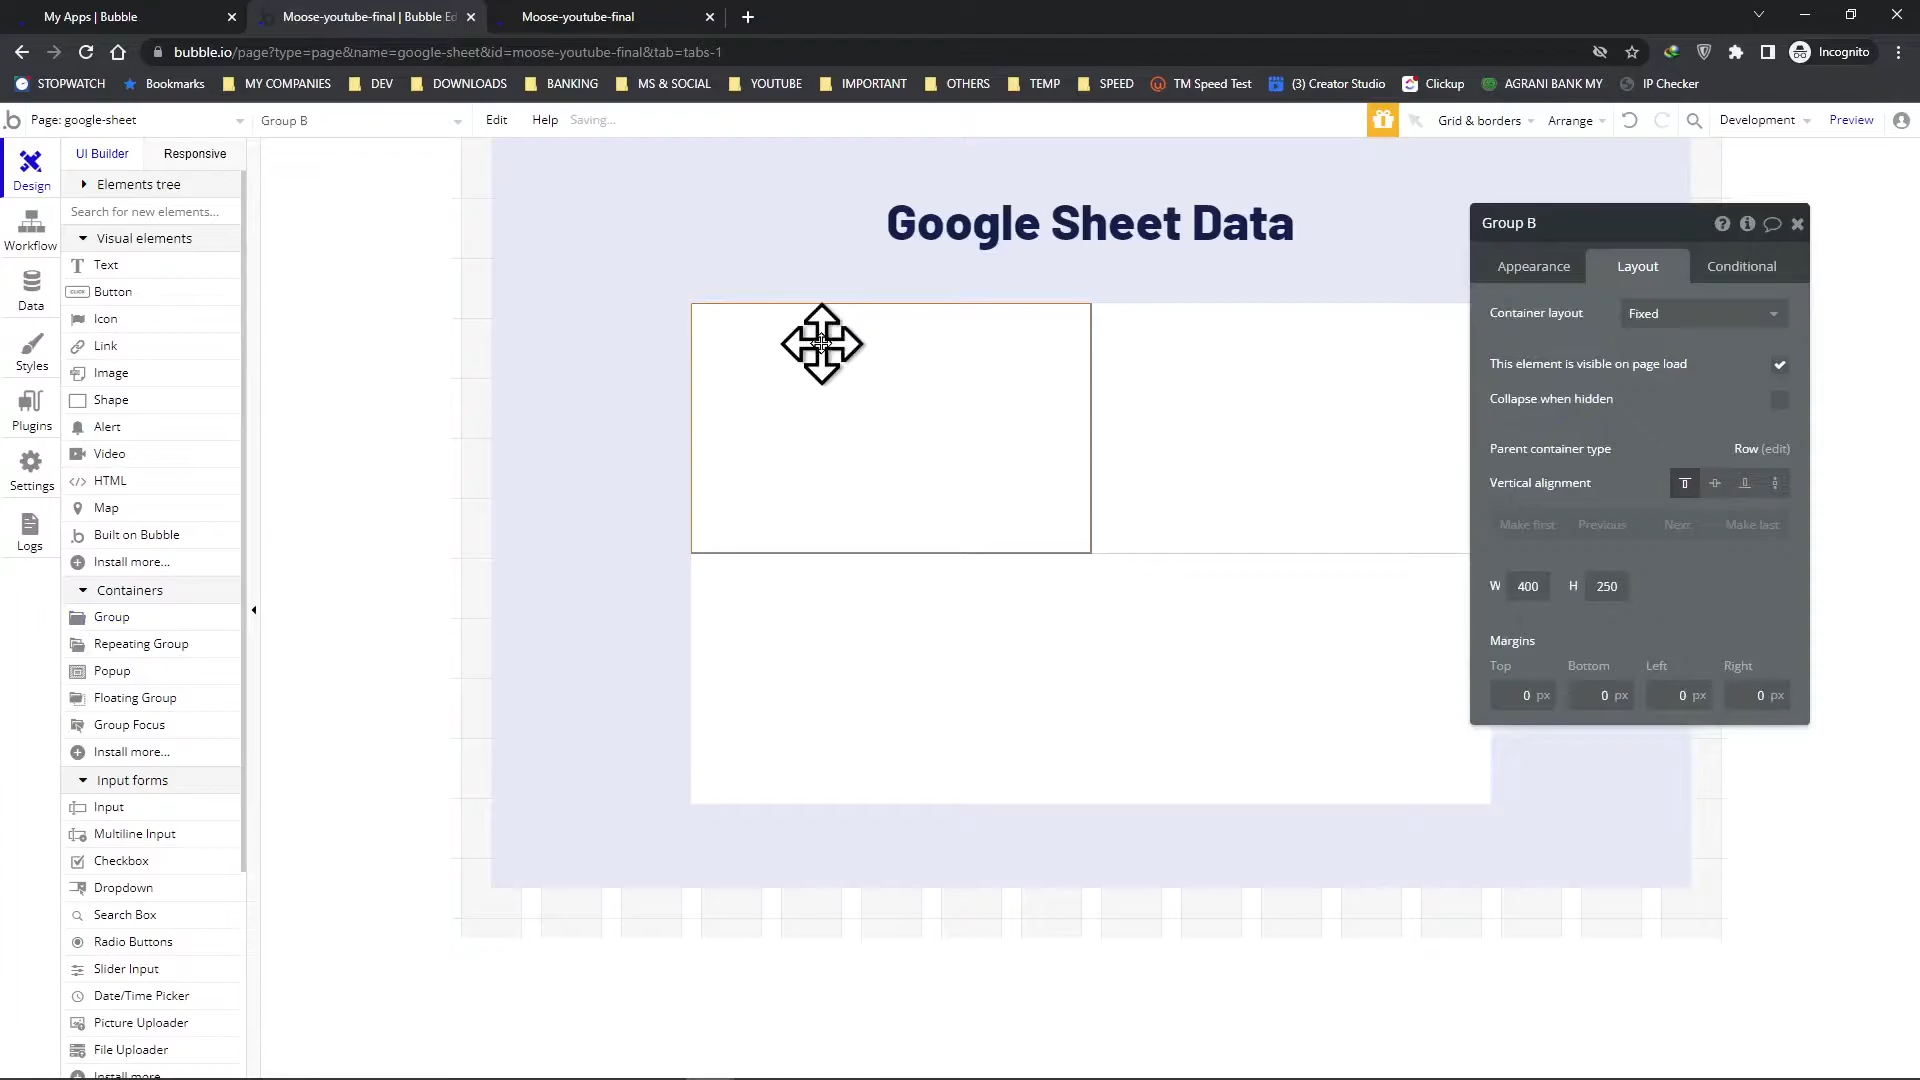 My Apps | Bubble
Moose-youtube-final | Bubble Ed
Moose-youtube-final
bubble.io/page?type=page&name=google-sheet&id=moose-youtube-final&tab=tabs-1
Incognito
STOPWATCH
Bookmarks
MY COMPANIES
DEV
DOWNLOADS
BANKING
MS & SOCIAL
YOUTUBE
IMPORTANT
OTHERS
TEMP
SPEED
TM Speed Test
(3) Creator Studio
Clickup
AGRANI BANK MY
IP Checker
Page: google-sheet
Group B
Edit
Help
Saving...
Grid & borders
Arrange
Development
Preview
Design
Workflow
Data
Styles
Plugins
Settings
Logs
UI Builder
Responsive
Elements tree
Search for new elements...
Visual elements
Text
CLICK
Button
Icon
Link
Image
Shape
Alert
Video
HTML
Map
Built on Bubble
Install more...
Containers
Group
Repeating Group
Popup
Floating Group
Group Focus
Install more...
Input forms
Input
Multiline Input
Checkbox
Dropdown
Search Box
Radio Buttons
Slider Input
Date/Time Picker
Picture Uploader
File Uploader
Install more
Google Sheet Data
Group B
Appearance
Layout
Conditional
Container layout
Fixed
This element is visible on page load
Collapse when hidden
Parent container type
Row (edit)
Vertical alignment
Make first
Previous
Next
Make last
W 400 H 250
Margins
Top Bottom Left Right
0 px 0 px 0 px 0 px